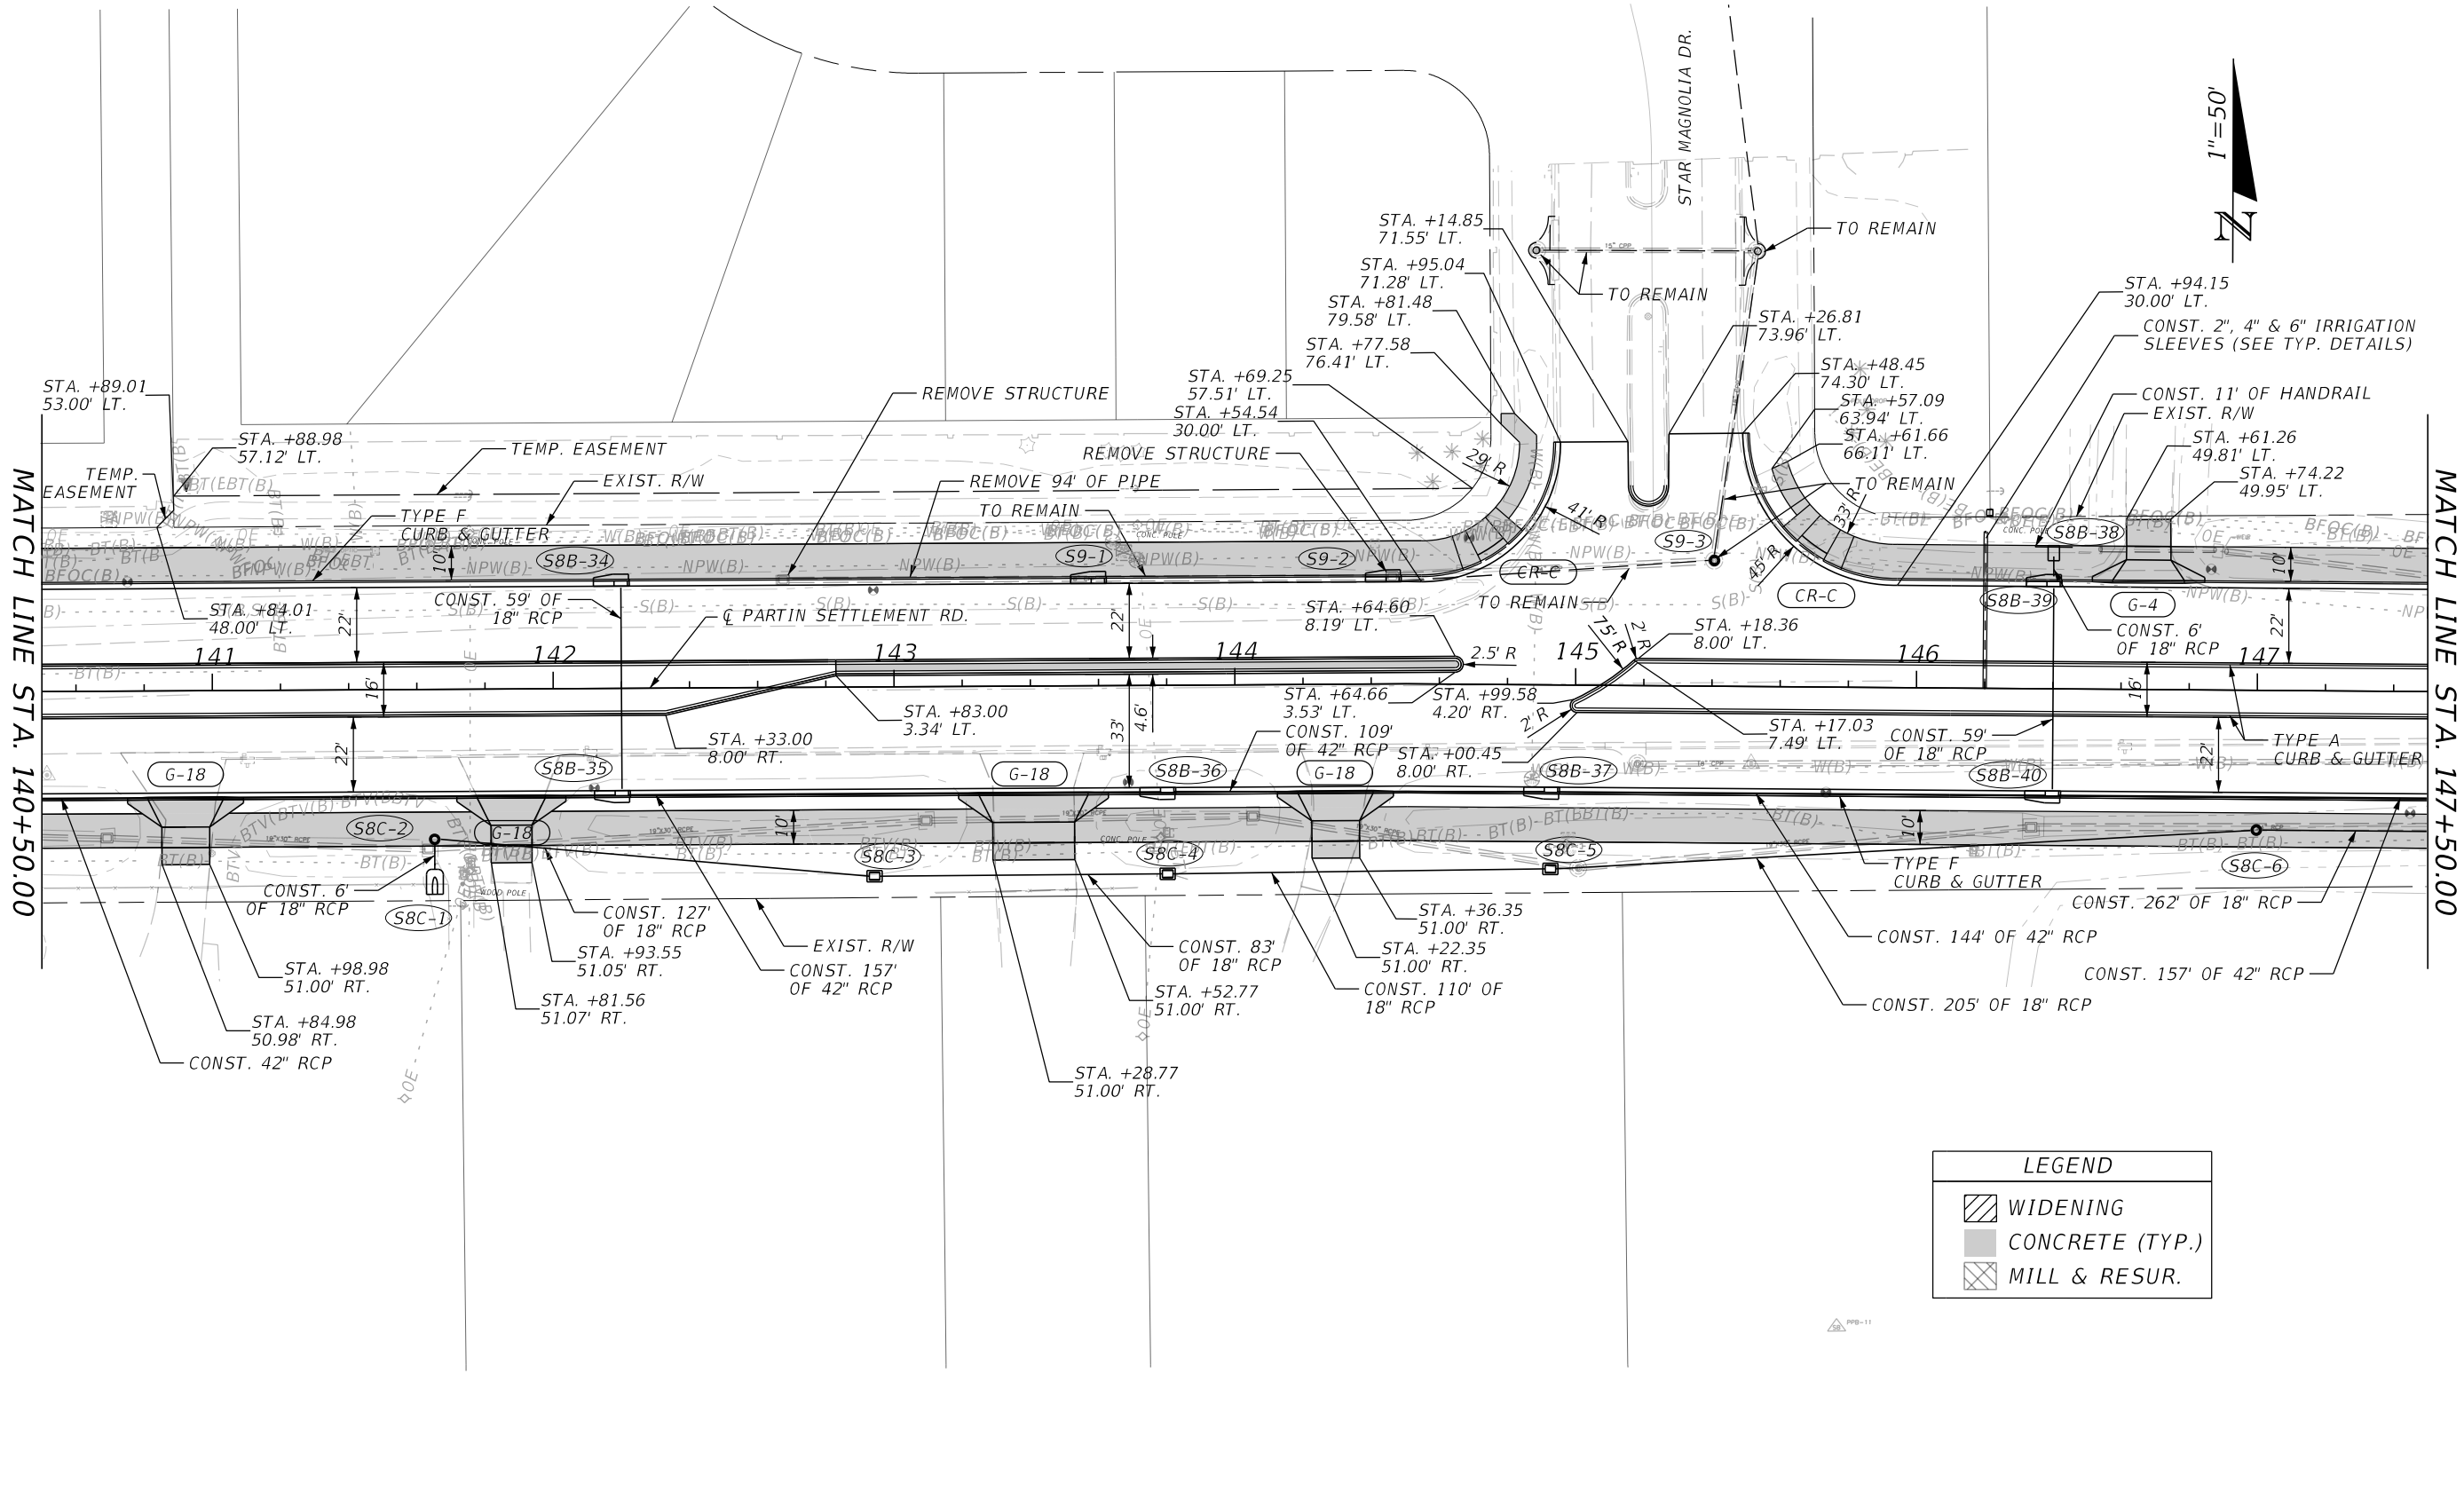 STAR MAGNOLIA DR.
1"=50'
N
STA. +14.85
71.55' LT.
STA. +95.04
71.28' LT.
STA. +81.48
79.58' LT.
STA. +77.58
76.41' LT.
STA. +69.25
57.51' LT.
STA. +54.54
30.00' LT.
REMOVE STRUCTURE
TO REMAIN
TO REMAIN
15" CPP
STA. +26.81
73.96' LT.
STA. +48.45
74.30' LT.
STA. +57.09
63.94' LT.
STA. +61.66
66.11' LT.
TO REMAIN
STA. +94.15
30.00' LT.
CONST. 2", 4" & 6" IRRIGATION
SLEEVES (SEE TYP. DETAILS)
CONST. 11' OF HANDRAIL
EXIST. R/W
STA. +61.26
49.81' LT.
STA. +74.22
49.95' LT.
STA. +89.01
53.00' LT.
STA. +88.98
57.12' LT.
TEMP.
EASEMENT
TEMP. EASEMENT
EXIST. R/W
TYPE F
CURB & GUTTER
REMOVE STRUCTURE
REMOVE 94' OF PIPE
TO REMAIN
29' R
41' R
33' R
45' R
S8B-34
S9-1
S9-2
S9-3
CR-C
CR-C
S8B-38
S8B-39
G-4
10'
10'
STA. +84.01
48.00' LT.
CONST. 59' OF
18" RCP
℄ PARTIN SETTLEMENT RD.
TO REMAIN
CONST. 6'
OF 18" RCP
STA. +64.60
8.19' LT.
2.5' R
75' R
2' R
STA. +18.36
8.00' LT.
22'
22'
22'
141
142
143
144
145
146
147
16'
16'
STA. +83.00
3.34' LT.
STA. +33.00
8.00' RT.
33'
4.6'
STA. +64.66
3.53' LT.
STA. +99.58
4.20' RT.
2' R
STA. +00.45
8.00' RT.
STA. +17.03
7.49' LT.
CONST. 109'
OF 42" RCP
CONST. 59'
OF 18" RCP
TYPE A
CURB & GUTTER
22'
22'
MATCH LINE STA. 140+50.00
MATCH LINE STA. 147+50.00
G-18
G-18
G-18
G-18
S8B-35
S8B-36
S8B-37
S8B-40
S8C-2
S8C-3
S8C-4
S8C-5
S8C-6
S8C-1
10'
10'
CONC. POLE
WOOD POLE
CONST. 6'
OF 18" RCP
CONST. 127'
OF 18" RCP
STA. +93.55
51.05' RT.
STA. +81.56
51.07' RT.
STA. +98.98
51.00' RT.
STA. +84.98
50.98' RT.
CONST. 42" RCP
EXIST. R/W
CONST. 157'
OF 42" RCP
CONST. 83'
OF 18" RCP
STA. +52.77
51.00' RT.
STA. +28.77
51.00' RT.
STA. +36.35
51.00' RT.
STA. +22.35
51.00' RT.
CONST. 110' OF
18" RCP
TYPE F
CURB & GUTTER
CONST. 262' OF 18" RCP
CONST. 144' OF 42" RCP
CONST. 157' OF 42" RCP
CONST. 205' OF 18" RCP
LEGEND
WIDENING
CONCRETE (TYP.)
MILL & RESUR.
PPB-11